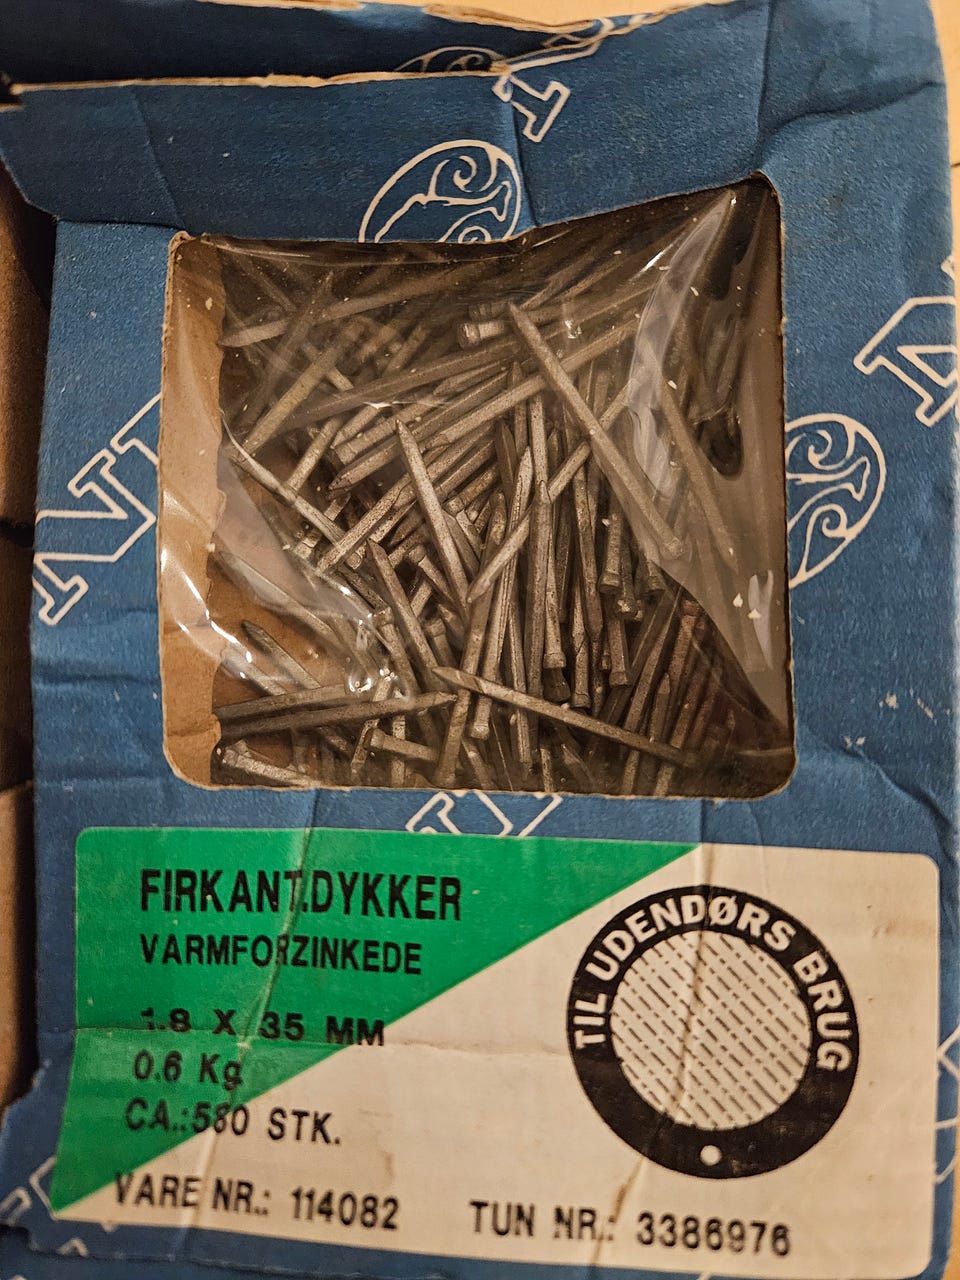 FIRKANT.DYKKER
VARMFORZINKEDE
1.8 X 35 MM
0.6 Kg
CA.:580 STK.
VARE NR.: 114082
TUN NR.: 3386976
TIL UDENDØRS BRUG